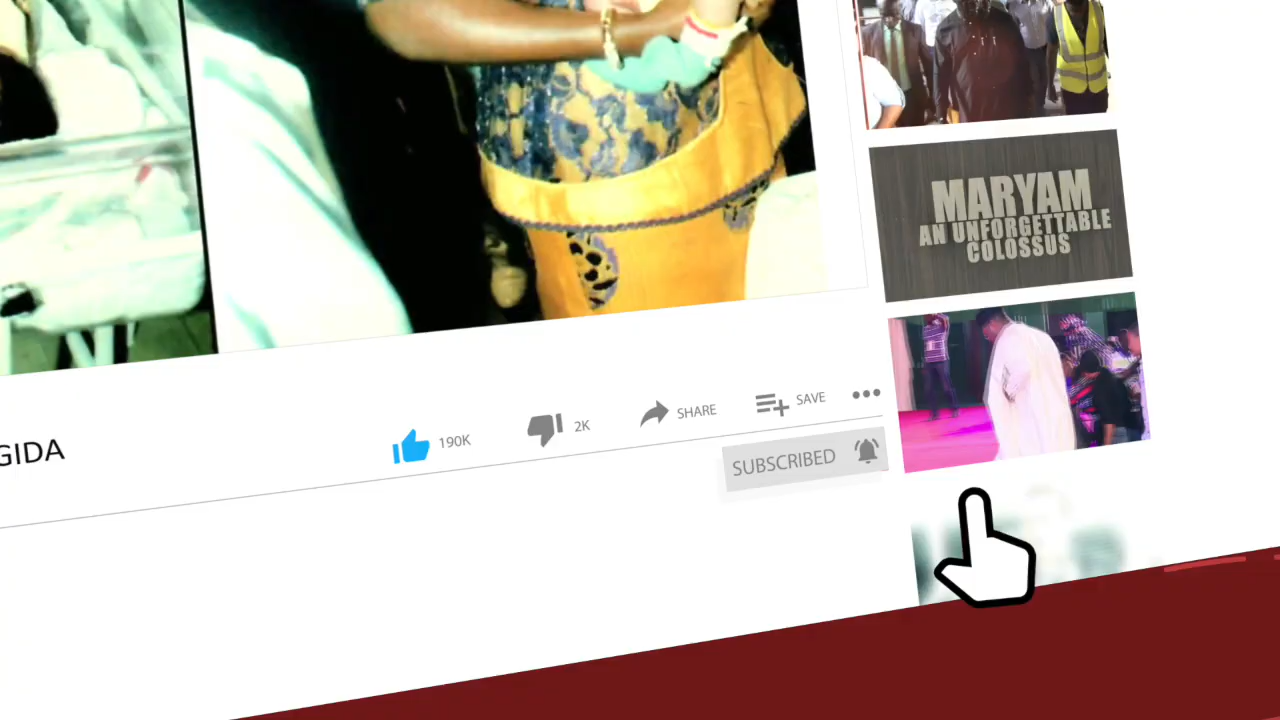 MARYAM
AN UNFORGETTABLE
COLOSSUS
GIDA
190K
2K
SHARE
SAVE
SUBSCRIBED